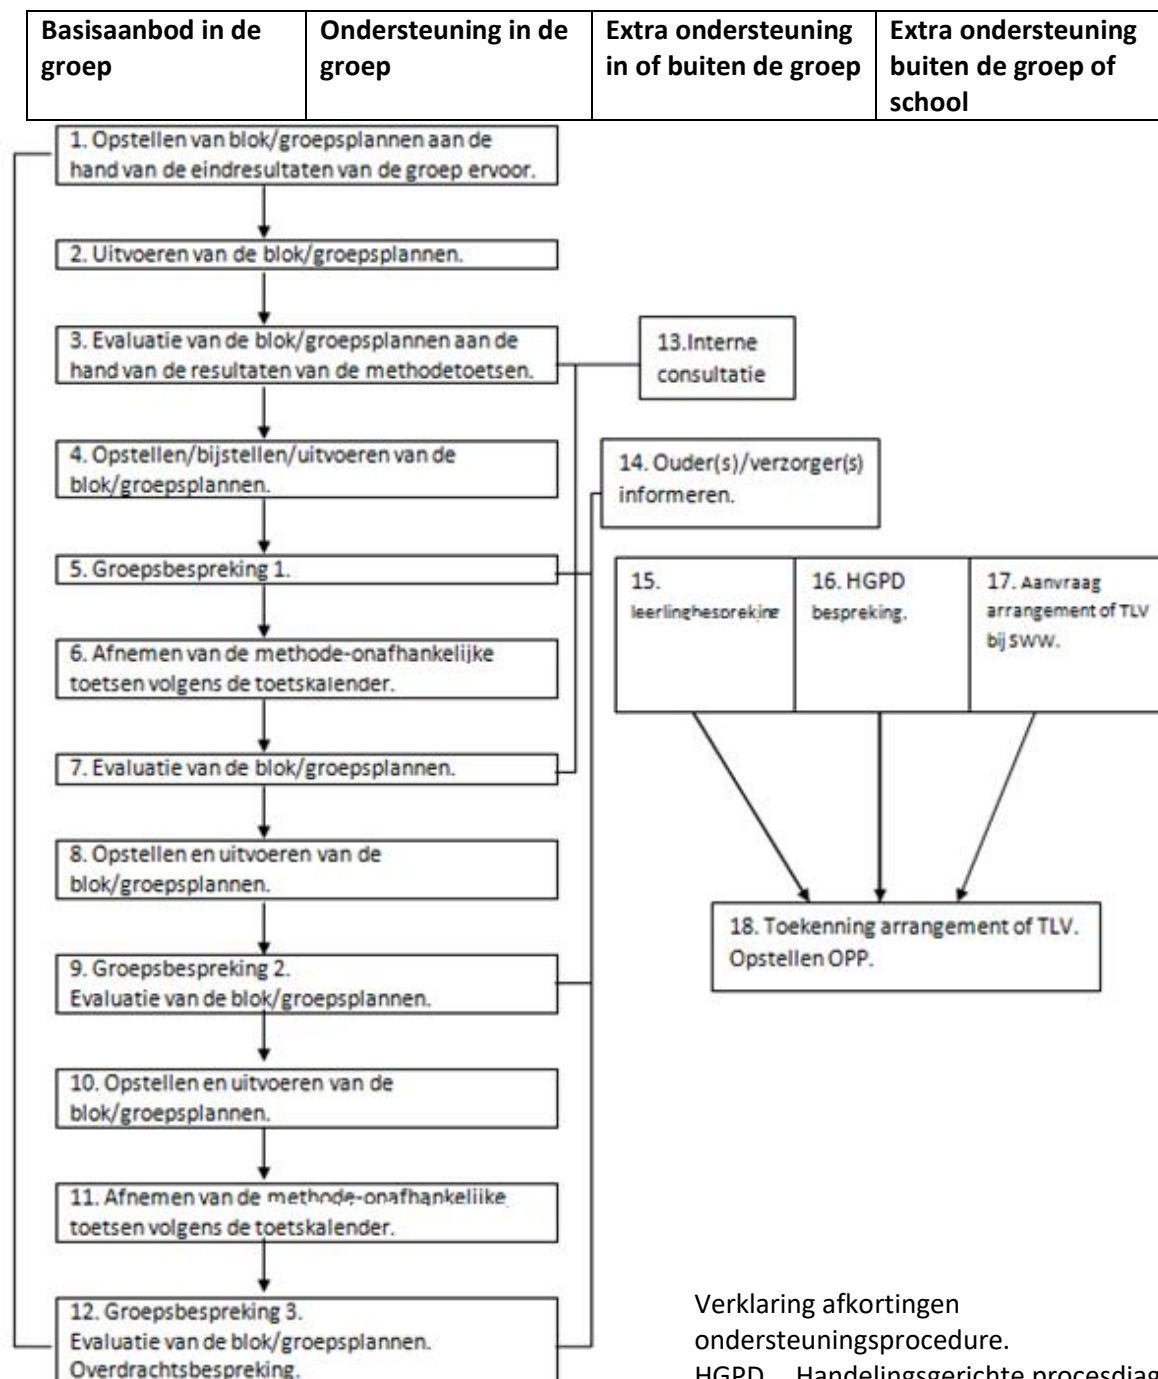 Basisaanbod in de
groep
Ondersteuning in de
groep
Extra ondersteuning
in of buiten de groep
Extra ondersteuning
buiten de groep of
school
1. Opstellen van blok/groepsplannen aan de
hand van de eindresultaten van de groep ervoor.
2. Uitvoeren van de blok/groepsplannen.
3. Evaluatie van de blok/groepsplannen aan de
hand van de resultaten van de methodetoetsen.
13.Interne
consultatie
4. Opstellen/bijstellen/uitvoeren van de
blok/groepsplannen.
14. Ouder(s)/verzorger(s)
informeren.
5. Groepsbespreking 1.
15.
leerlingbespreking
16. HGPD
bespreking.
17. Aanvraag
arrangement of TLV
bij SWW.
6. Afnemen van de methode-onafhankelijke
toetsen volgens de toetskalender.
7. Evaluatie van de blok/groepsplannen.
8. Opstellen en uitvoeren van de
blok/groepsplannen.
18. Toekenning arrangement of TLV.
Opstellen OPP.
9. Groepsbespreking 2.
Evaluatie van de blok/groepsplannen.
10. Opstellen en uitvoeren van de
blok/groepsplannen.
11. Afnemen van de methode-onafhankelijke
toetsen volgens de toetskalender.
12. Groepsbespreking 3.
Evaluatie van de blok/groepsplannen.
Overdrachtsbespreking.
Verklaring afkortingen
ondersteuningsprocedure.
HGPD Handelingsgerichte procesdiag